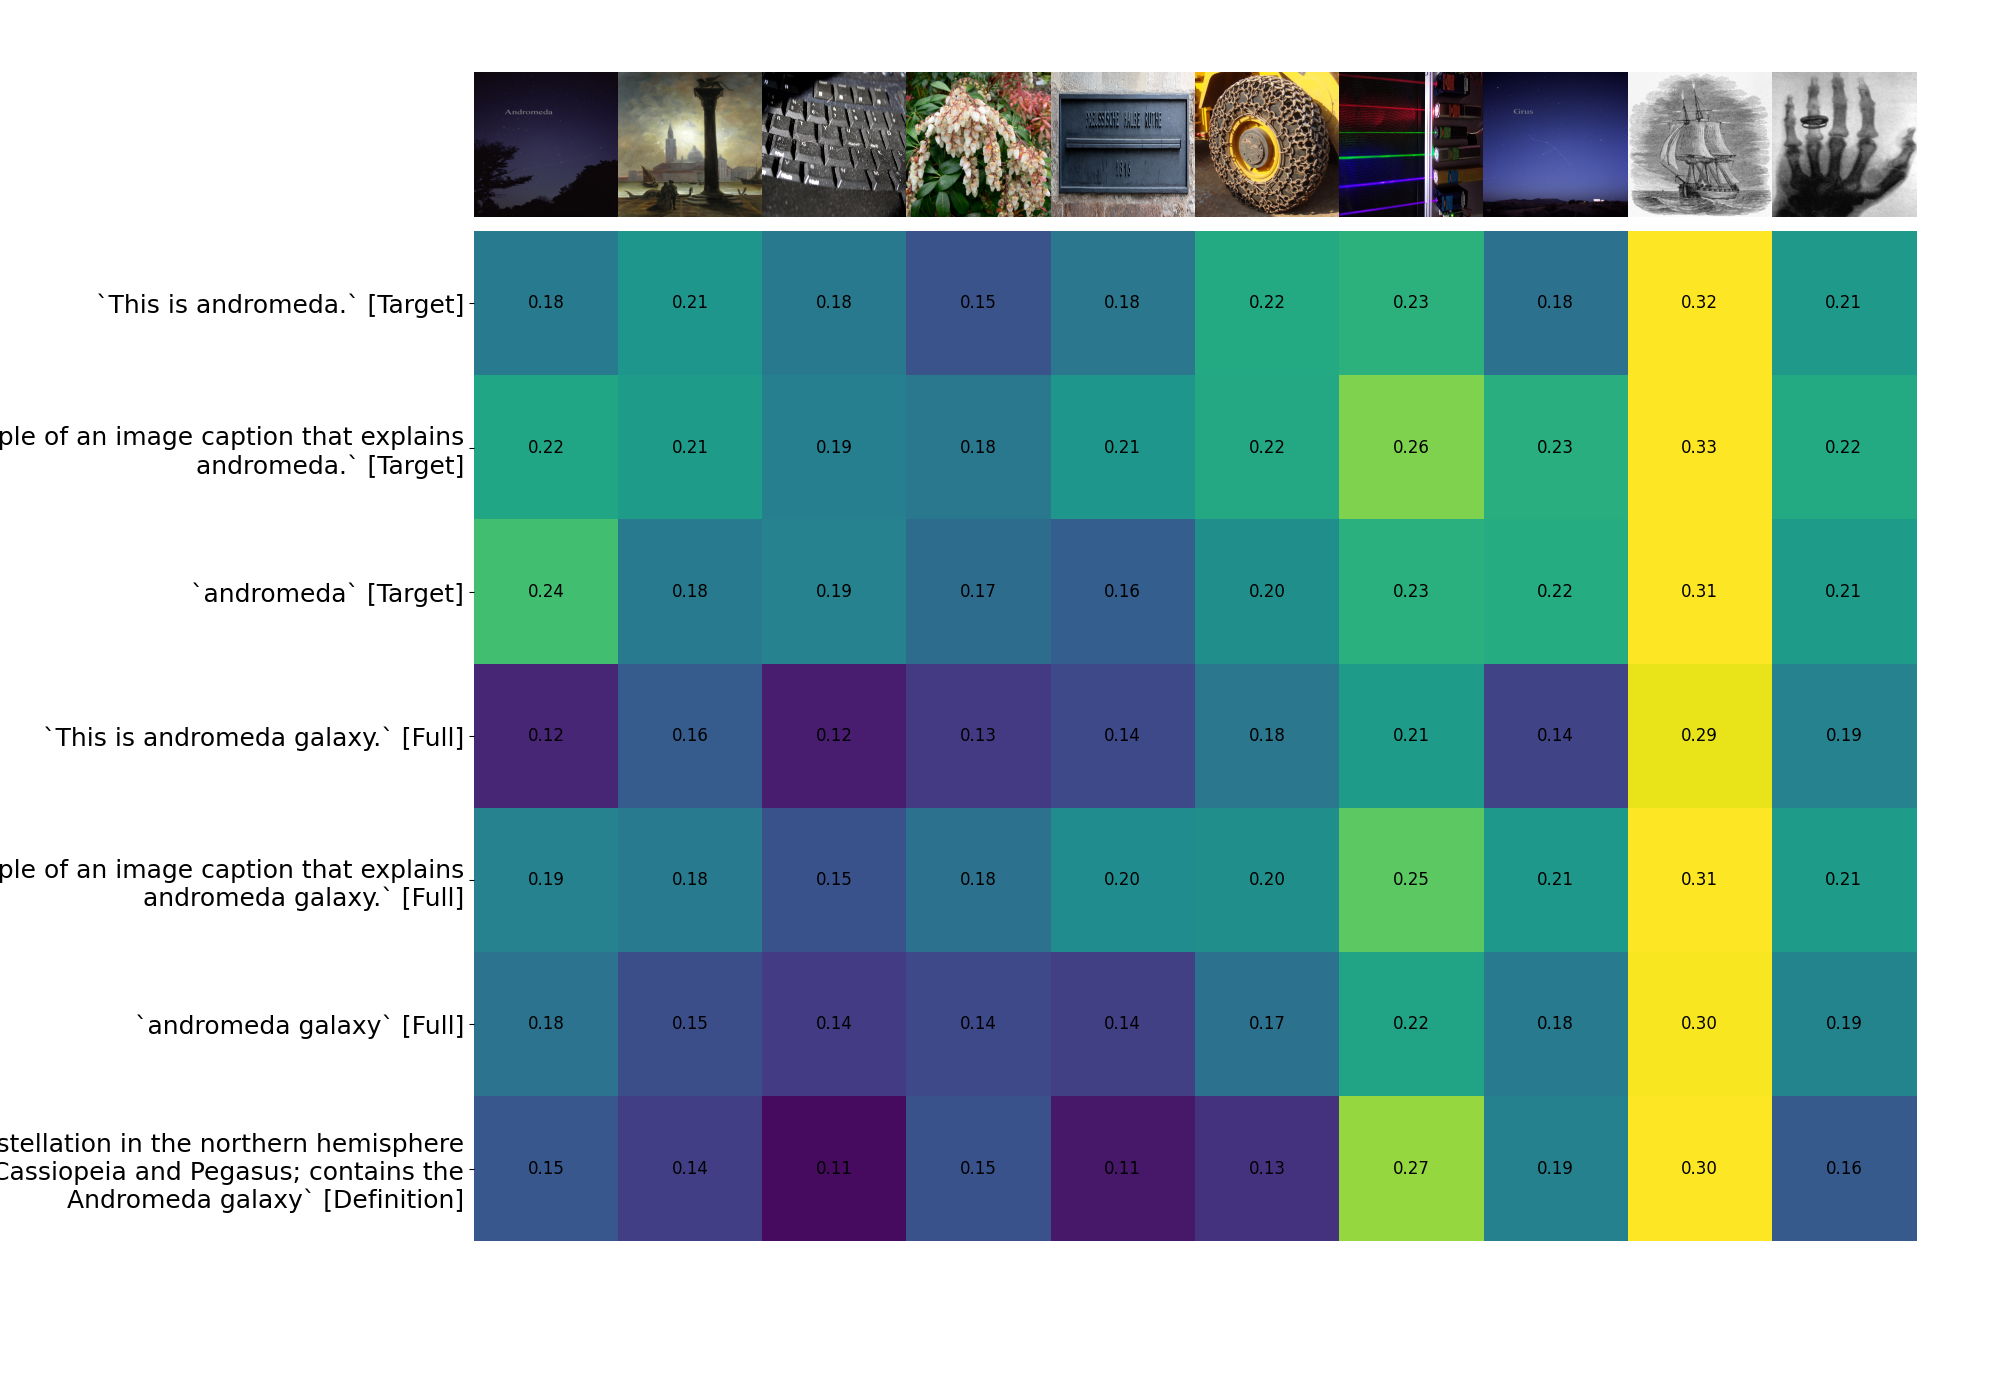 Andromeda
Grus
`This is andromeda.` [Target]
0.18 0.21 0.18 0.15 0.18 0.22 0.23 0.18 0.32 0.21
ple of an image caption that explains
andromeda.` [Target]
0.22 0.21 0.19 0.18 0.21 0.22 0.26 0.23 0.33 0.22
`andromeda` [Target]
0.24 0.18 0.19 0.17 0.16 0.20 0.23 0.22 0.31 0.21
`This is andromeda galaxy.` [Full]
0.12 0.16 0.12 0.13 0.14 0.18 0.21 0.14 0.29 0.19
ple of an image caption that explains
andromeda galaxy.` [Full]
0.19 0.18 0.15 0.18 0.20 0.20 0.25 0.21 0.31 0.21
`andromeda galaxy` [Full]
0.18 0.15 0.14 0.14 0.14 0.17 0.22 0.18 0.30 0.19
stellation in the northern hemisphere
Cassiopeia and Pegasus; contains the
Andromeda galaxy` [Definition]
0.15 0.14 0.11 0.15 0.11 0.13 0.27 0.19 0.30 0.16